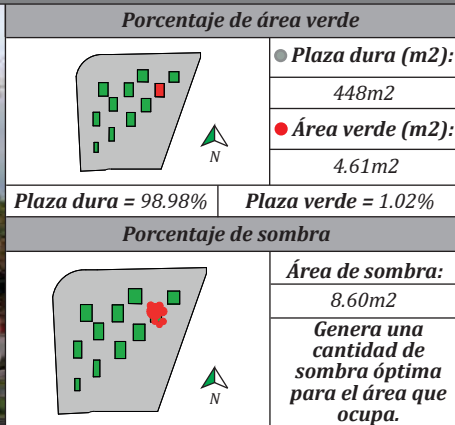 Porcentaje de área verde
Plaza dura (m2):
448m2
Área verde (m2):
4.61m2
N
Plaza dura = 98.98%
Plaza verde = 1.02%
Porcentaje de sombra
Área de sombra:
8.60m2
Genera una
cantidad de
sombra óptima
para el área que
ocupa.
N